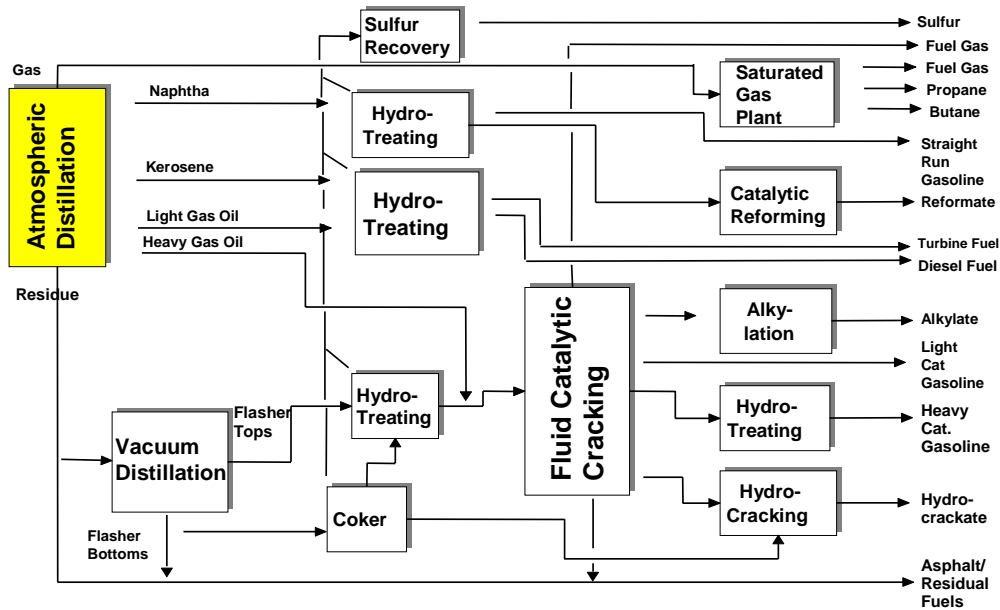 Sulfur
Recovery
Sulfur
Fuel Gas
Gas
Saturated
Gas
Plant
Fuel Gas
Propane
Butane
Atmospheric
Distillation
Naphtha
Hydro-
Treating
Straight
Run
Gasoline
Kerosene
Hydro-
Treating
Catalytic
Reforming
Reformate
Light Gas Oil
Heavy Gas Oil
Turbine Fuel
Diesel Fuel
Residue
Fluid Catalytic
Cracking
Alky-
lation
Alkylate
Light
Cat
Gasoline
Hydro-
Treating
Flasher
Tops
Hydro-
Treating
Heavy
Cat.
Gasoline
Vacuum
Distillation
Coker
Hydro-
Cracking
Hydro-
crackate
Flasher
Bottoms
Asphalt/
Residual
Fuels